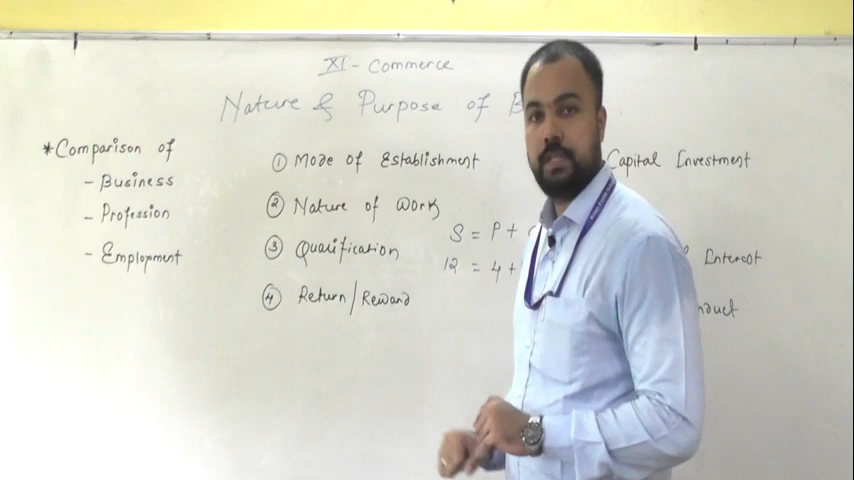 XI - Commerce
Nature & Purpose of B
* Comparison of
- Business
- Profession
- Employment
① Mode of Establishment
② Nature of Work
③ Qualification
④ Return/Reward
S = P +
12 = 4 +
Capital Investment
Interest
nduct